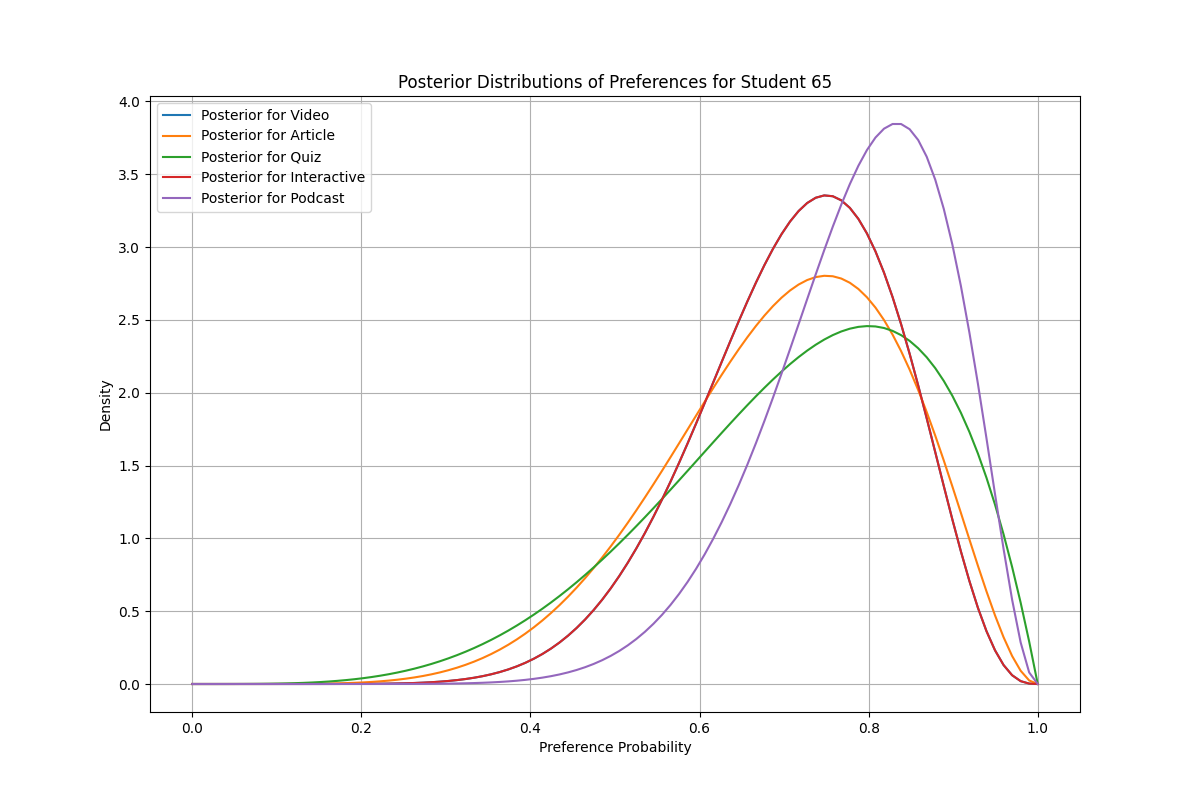 Posterior Distributions of Preferences for Student 65
Posterior for Video
Posterior for Article
Posterior for Quiz
Posterior for Interactive
Posterior for Podcast
4.0
3.5
3.0
2.5
2.0
1.5
1.0
0.5
0.0
Density
0.0 0.2 0.4 0.6 0.8 1.0
Preference Probability